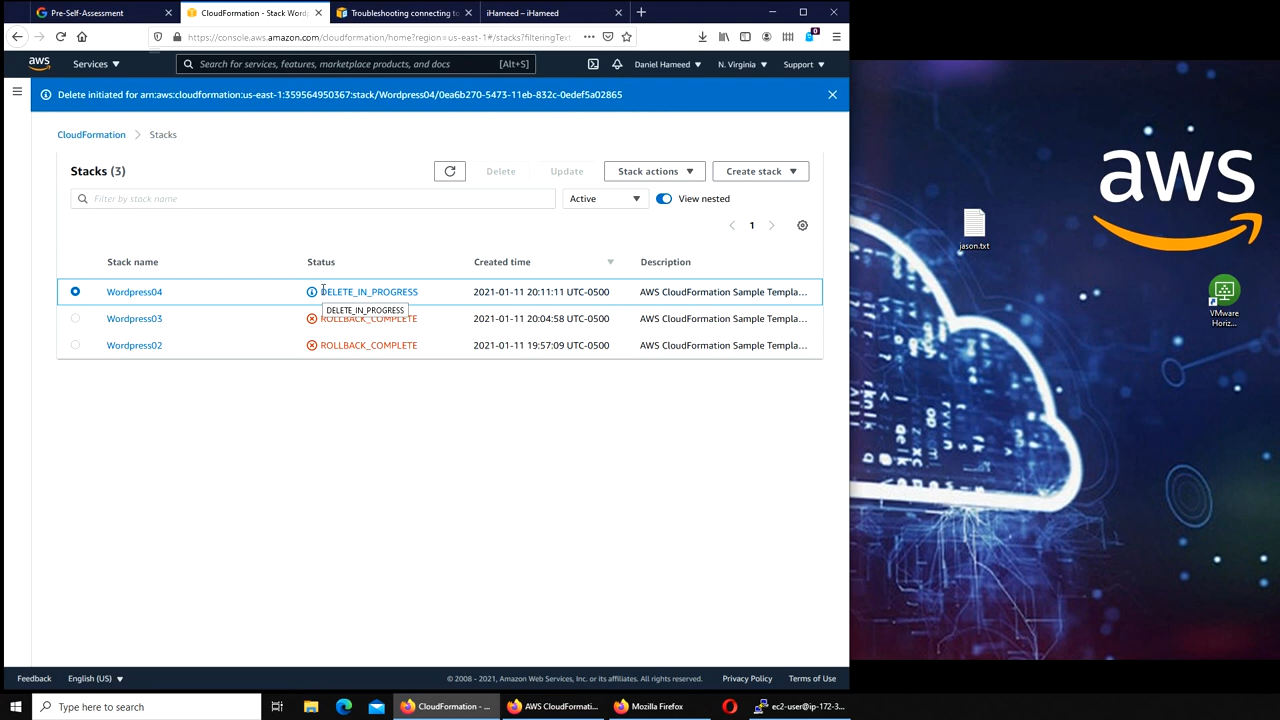 Pre-Self-Assessment
CloudFormation - Stack Wordp
Troubleshooting connecting to
iHameed – iHameed
https://console.aws.amazon.com/cloudformation/home?region=us-east-1#/stacks?filteringText
0
aws
Services
Search for services, features, marketplace products, and docs
[Alt+S]
Daniel Hameed
N. Virginia
Support
Delete initiated for arn:aws:cloudformation:us-east-1:359564950367:stack/Wordpress04/0ea6b270-5473-11eb-832c-0edef5a02865
CloudFormation
Stacks
Stacks (3)
Delete
Update
Stack actions
Create stack
Filter by stack name
Active
View nested
1
Stack name
Status
Created time
Description
Wordpress04
DELETE_IN_PROGRESS
2021-01-11 20:11:11 UTC-0500
AWS CloudFormation Sample Templa...
DELETE_IN_PROGRESS
Wordpress03
ROLLBACK_COMPLETE
2021-01-11 20:04:58 UTC-0500
AWS CloudFormation Sample Templa...
Wordpress02
ROLLBACK_COMPLETE
2021-01-11 19:57:09 UTC-0500
AWS CloudFormation Sample Templa...
Feedback
English (US)
© 2008 - 2021, Amazon Web Services, Inc. or its affiliates. All rights reserved.
Privacy Policy
Terms of Use
aws
jason.txt
VMware
Horiz...
Type here to search
CloudFormation - ...
AWS CloudFormati...
Mozilla Firefox
ec2-user@ip-172-3...